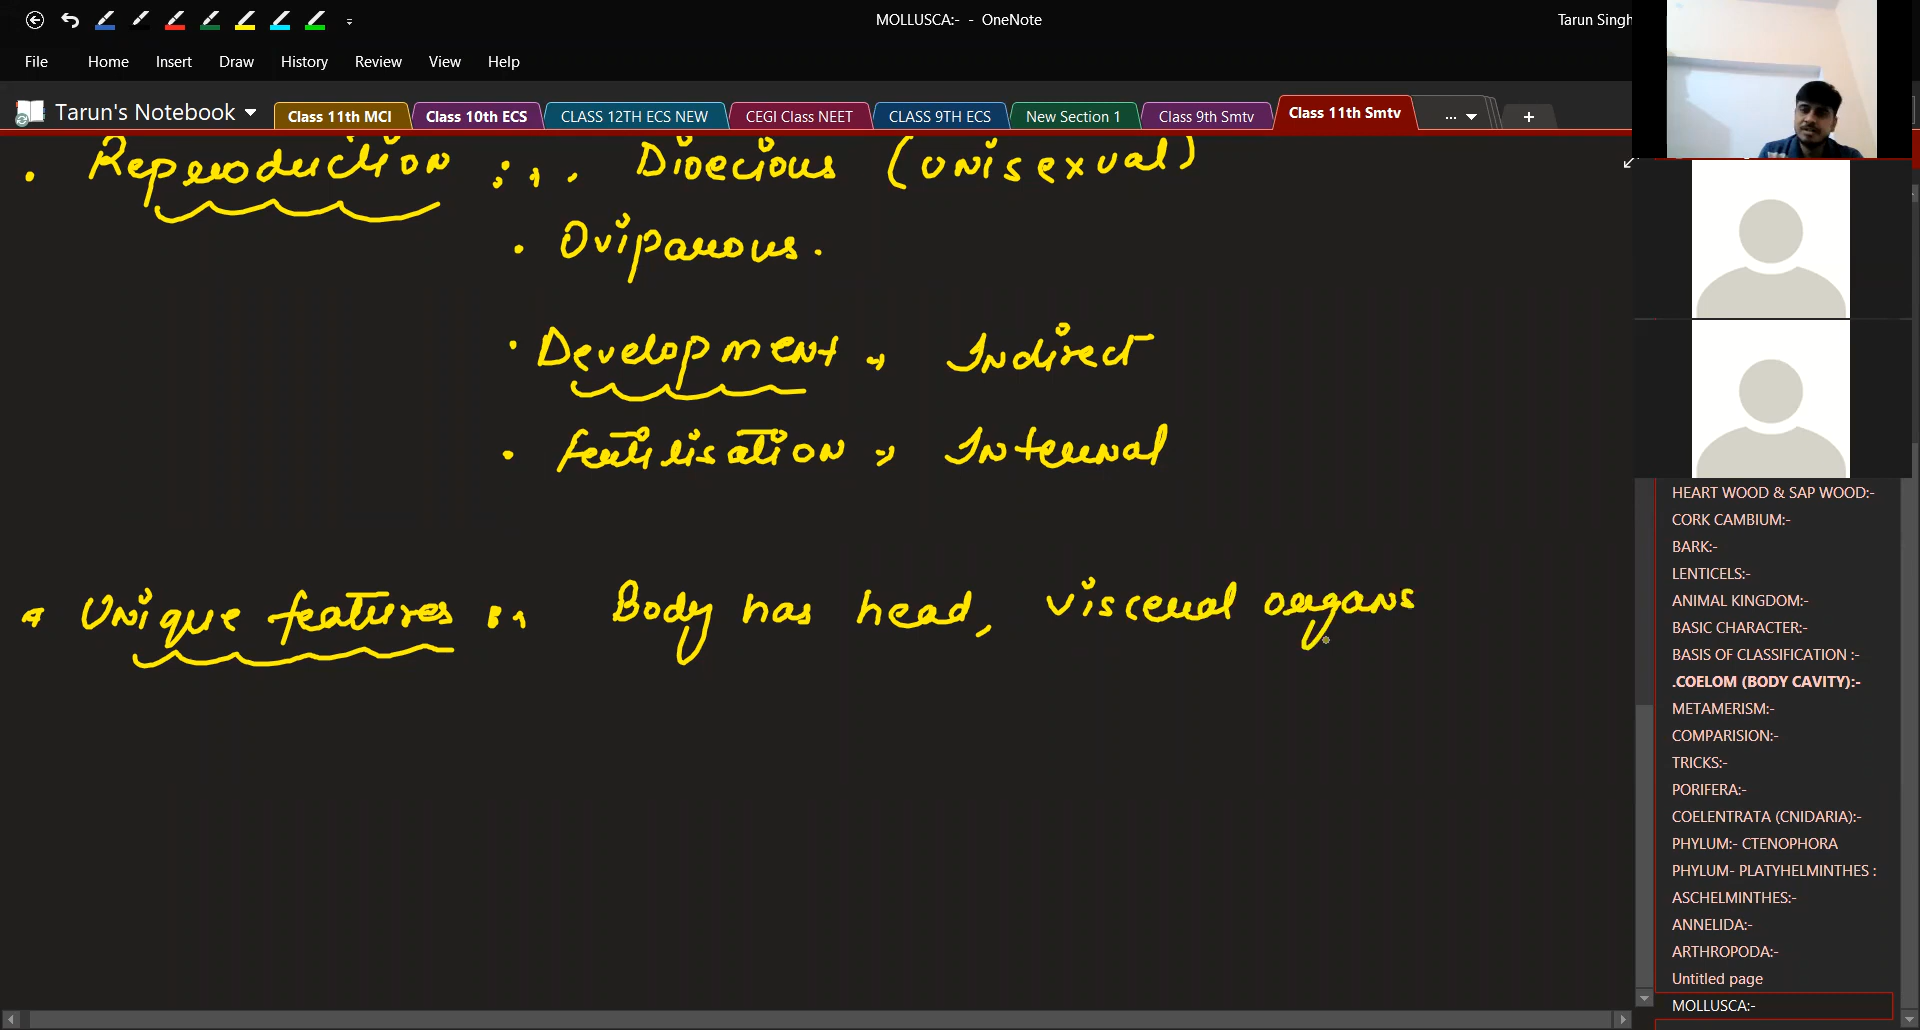 MOLLUSCA:- - OneNote
Tarun Singh
File Home Insert Draw History Review View Help
Tarun's Notebook
Class 11th MCI Class 10th ECS CLASS 12TH ECS NEW CEGI Class NEET CLASS 9TH ECS New Section 1 Class 9th Smtv Class 11th Smtv ... +
. Reproduction :-, . Dioecious (Unisexual)
. Oviparous.
. Development -, Indirect
. fertilisation -, Internal
Unique features :-, Body has head, visceral organs
HEART WOOD & SAP WOOD:-
CORK CAMBIUM:-
BARK:-
LENTICELS:-
ANIMAL KINGDOM:-
BASIC CHARACTER:-
BASIS OF CLASSIFICATION :-
.COELOM (BODY CAVITY):-
METAMERISM:-
COMPARISION:-
TRICKS:-
PORIFERA:-
COELENTRATA (CNIDARIA):-
PHYLUM:- CTENOPHORA
PHYLUM- PLATYHELMINTHES :
ASCHELMINTHES:-
ANNELIDA:-
ARTHROPODA:-
Untitled page
MOLLUSCA:-